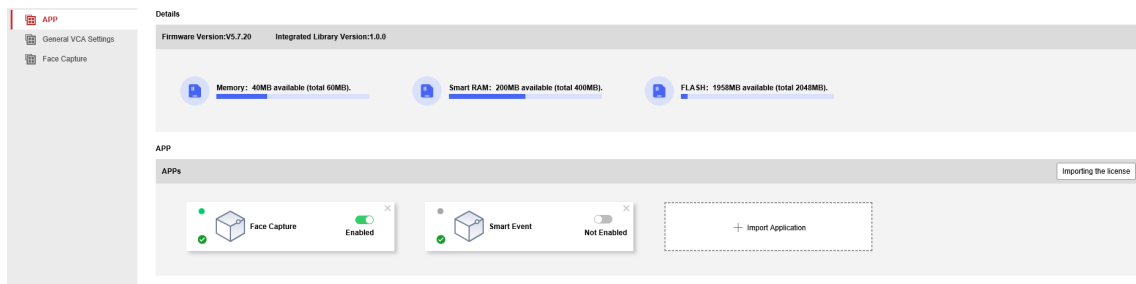 APP
General VCA Settings
Face Capture
Details
Firmware Version:V5.7.20 Integrated Library Version:1.0.0
Memory: 40MB available (total 60MB). Smart RAM: 200MB available (total 400MB). FLASH: 1958MB available (total 2048MB).
APP
APPs Importing the license
Face Capture Enabled
Smart Event Not Enabled
Import Application